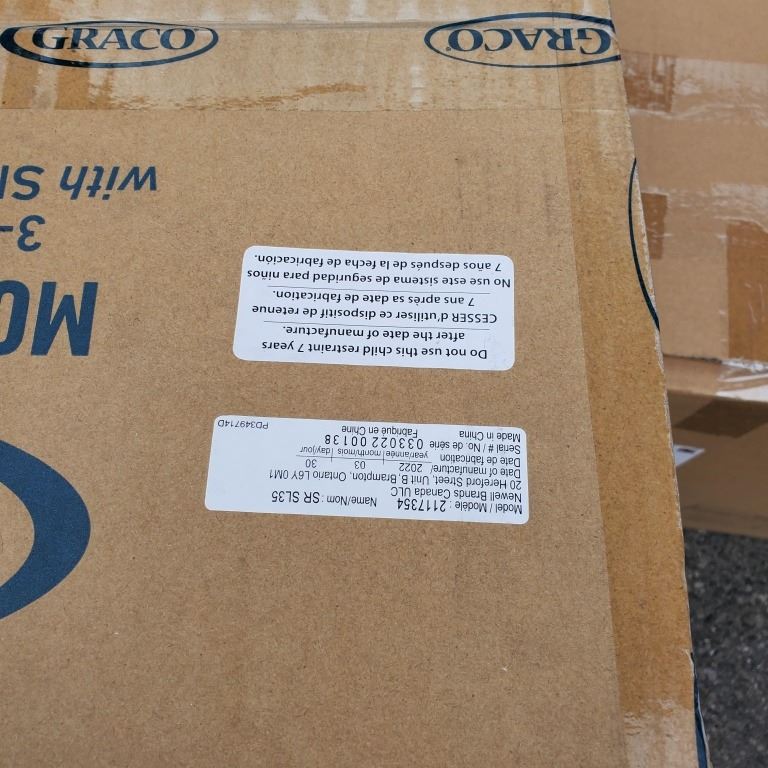 GRACO
GRACO
Model / Modèle : 2117354 Name/Nom : SR SL35
Newell Brands Canada ULC
20 Hereford Street, Unit B, Brampton, Ontario L6Y 0M1
Date of manufacture/ 2022 03 30
Date de fabrication year/année month/mois day/jour
Serial # / No. de série 033022 00138
Made in China Fabriqué en Chine
PD349714D
Do not use this child restraint 7 years
after the date of manufacture.
CESSER d'utiliser ce dispositif de retenue
7 ans après sa date de fabrication.
No use este sistema de seguridad para niños
7 años después de la fecha de fabricación.
MO
3-
with